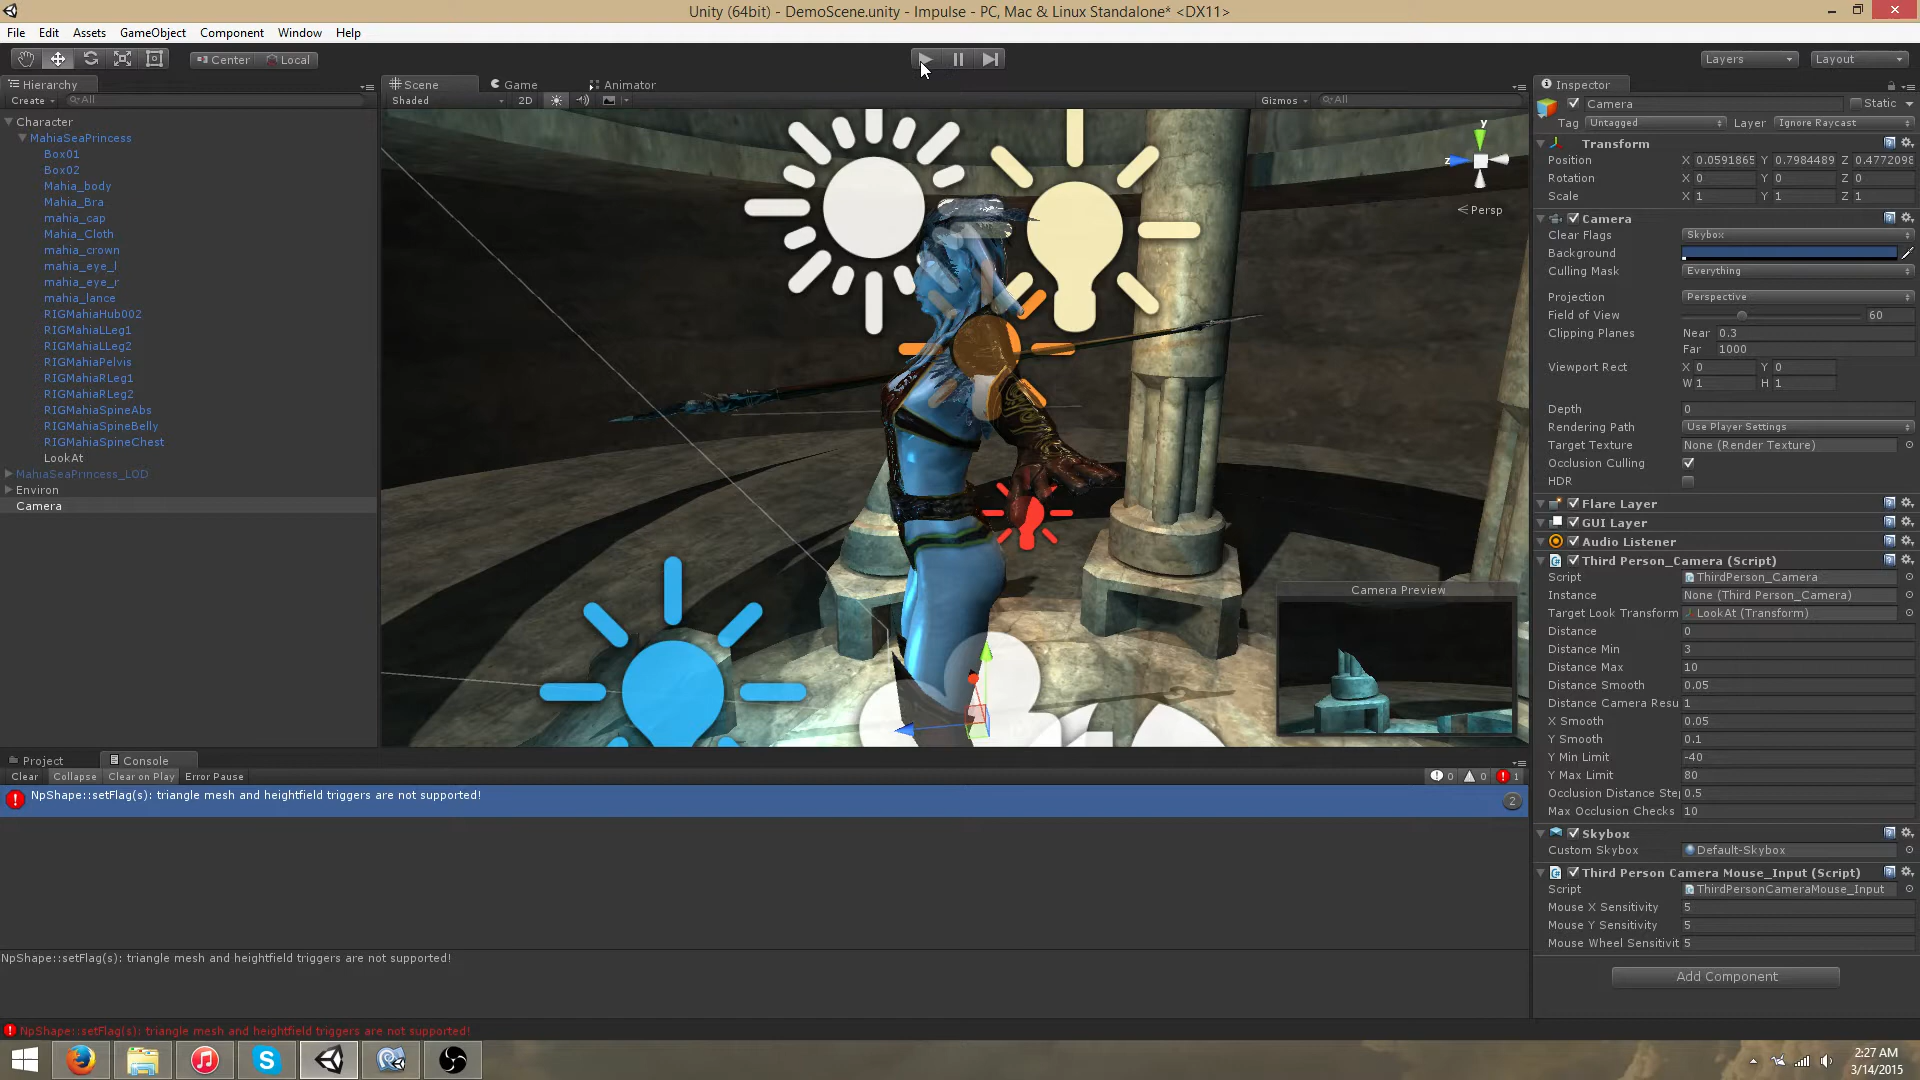 Unity (64bit) - DemoScene.unity - Impulse - PC, Mac & Linux Standalone* <DX11>
File Edit Assets GameObject Component Window Help
Center Local
Layers
Layout
Hierarchy
Create All
Character
MahiaSeaPrincess
Box01
Box02
Mahia_body
Mahia_Bra
mahia_cap
Mahia_Cloth
mahia_crown
mahia_eye_l
mahia_eye_r
mahia_lance
RIGMahiaHub002
RIGMahiaLLeg1
RIGMahiaLLeg2
RIGMahiaPelvis
RIGMahiaRLeg1
RIGMahiaRLeg2
RIGMahiaSpineAbs
RIGMahiaSpineBelly
RIGMahiaSpineChest
LookAt
MahiaSeaPrincess_LOD
Environ
Camera
Scene Game Animator
Shaded 2D Gizmos All
y
z
Persp
Camera Preview
Inspector
Camera Static
Tag Untagged Layer Ignore Raycast
Transform
Position X 0.0591865 Y 0.7984489 Z 0.4772098
Rotation X 0 Y 0 Z 0
Scale X 1 Y 1 Z 1
Camera
Clear Flags Skybox
Background
Culling Mask Everything
Projection Perspective
Field of View 60
Clipping Planes Near 0.3
Far 1000
Viewport Rect X 0 Y 0
W 1 H 1
Depth 0
Rendering Path Use Player Settings
Target Texture None (Render Texture)
Occlusion Culling
HDR
Flare Layer
GUI Layer
Audio Listener
Third Person_Camera (Script)
Script ThirdPerson_Camera
Instance None (Third Person_Camera)
Target Look Transform LookAt (Transform)
Distance 0
Distance Min 3
Distance Max 10
Distance Smooth 0.05
Distance Camera Resu 1
X Smooth 0.05
Y Smooth 0.1
Y Min Limit -40
Y Max Limit 80
Occlusion Distance Ste 0.5
Max Occlusion Checks 10
Skybox
Custom Skybox Default-Skybox
Third Person Camera Mouse_Input (Script)
Script ThirdPersonCameraMouse_Input
Mouse X Sensitivity 5
Mouse Y Sensitivity 5
Mouse Wheel Sensitivit 5
Add Component
Project Console
Clear Collapse Clear on Play Error Pause 0 0 1
NpShape::setFlag(s): triangle mesh and heightfield triggers are not supported! 2
NpShape::setFlag(s): triangle mesh and heightfield triggers are not supported!
NpShape::setFlag(s): triangle mesh and heightfield triggers are not supported!
2:27 AM
3/14/2015